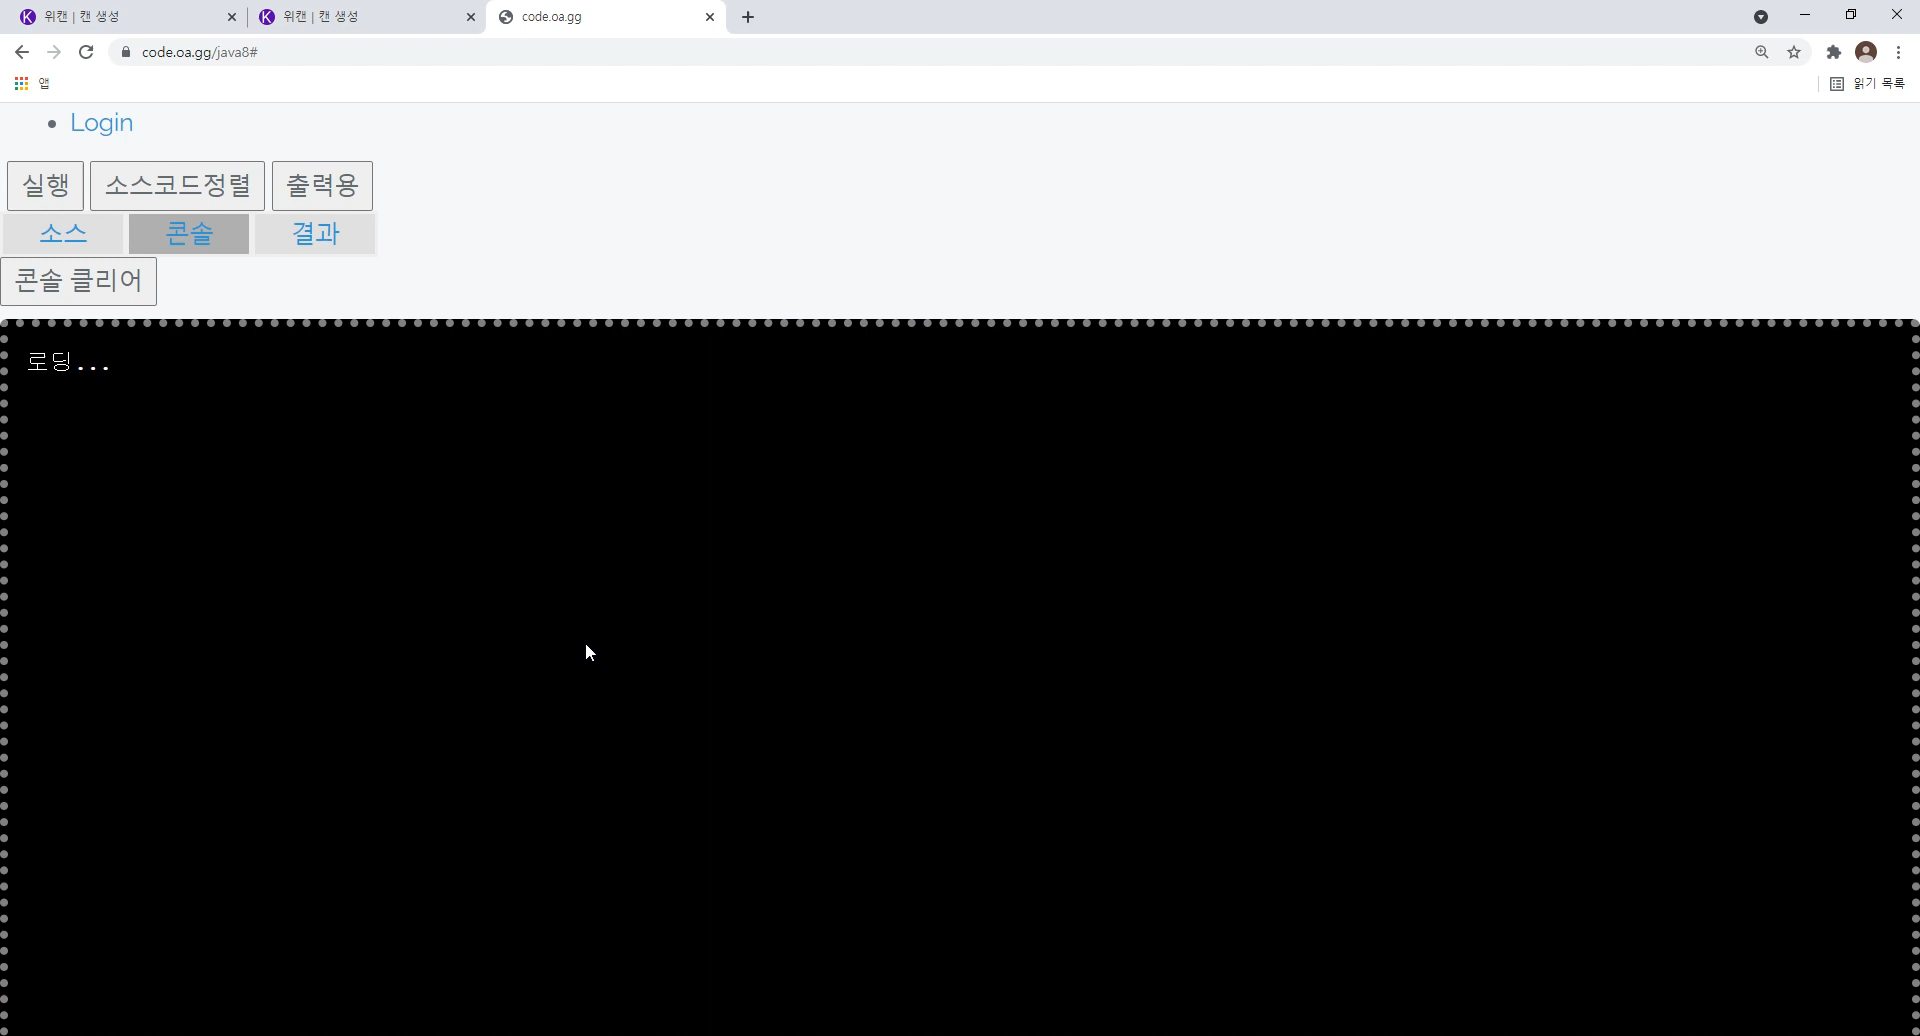 위캔 | 캔 생성
위캔 | 캔 생성
code.oa.gg
code.oa.gg/java8#
앱
읽기 목록
Login
실행 소스코드정렬 출력용
소스 콘솔 결과
콘솔 클리어
로딩...